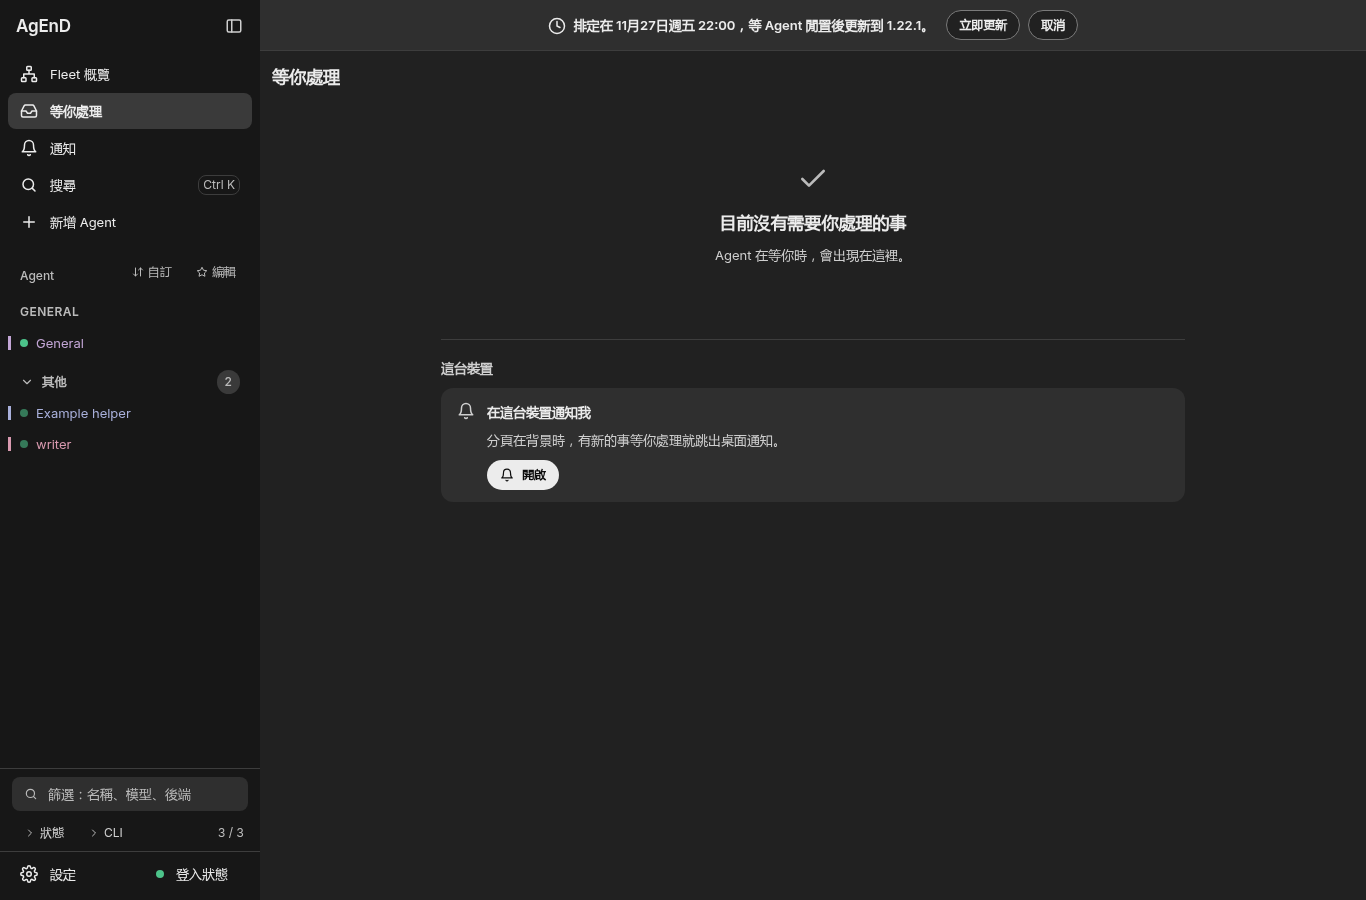 AgEnD
Fleet 概覽
等你處理
通知
搜尋
Ctrl K
新增 Agent
Agent
自訂
編輯
GENERAL
General
其他
2
Example helper
writer
篩選：名稱、模型、後端
狀態
CLI
3 / 3
設定
登入狀態
排定在 11月27日週五 22:00，等 Agent 閒置後更新到 1.22.1。
立即更新
取消
等你處理
目前沒有需要你處理的事
Agent 在等你時，會出現在這裡。
這台裝置
在這台裝置通知我
分頁在背景時，有新的事等你處理就跳出桌面通知。
開啟